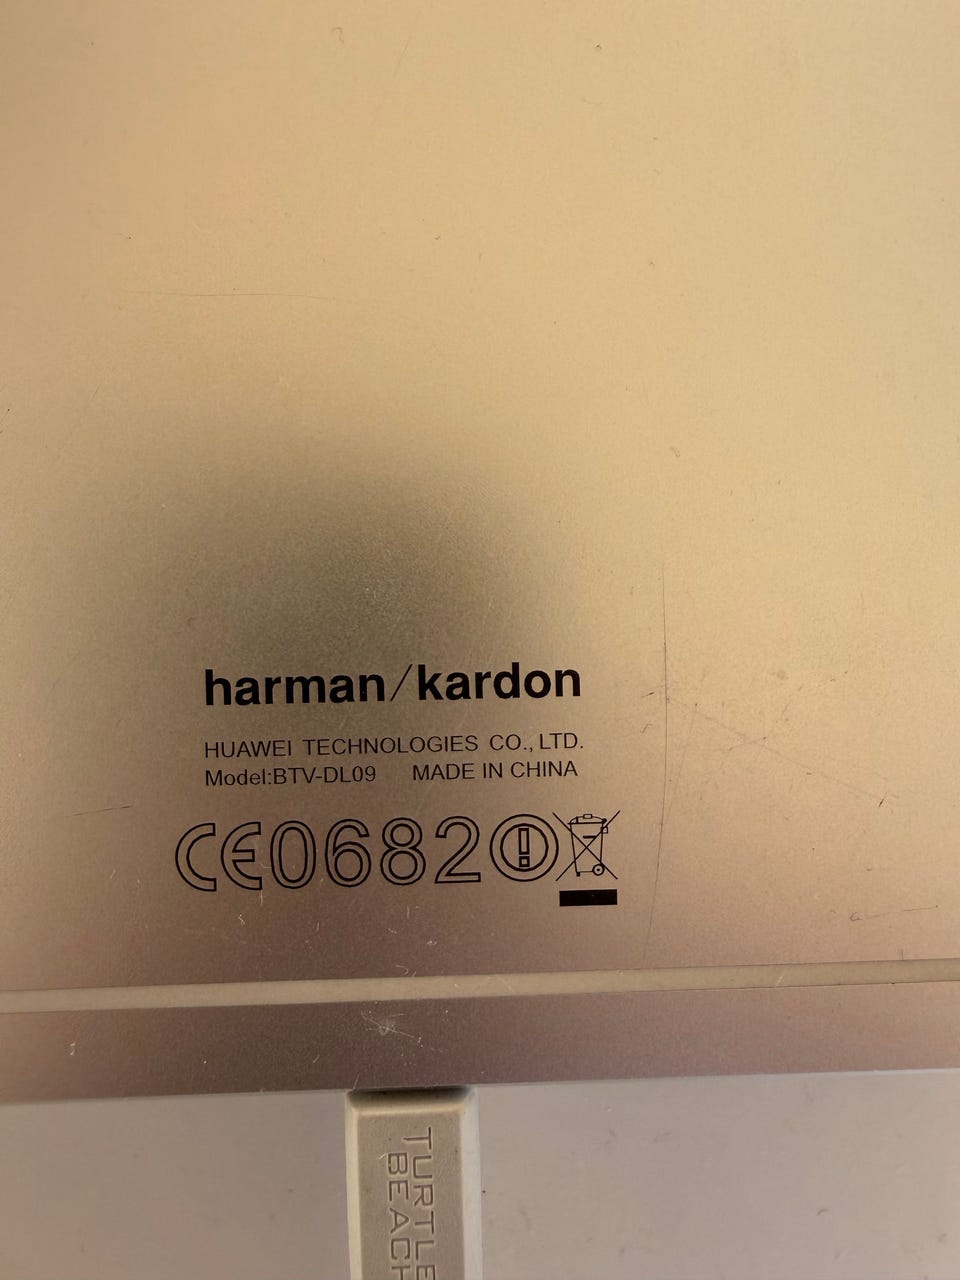 harman/kardon
HUAWEI TECHNOLOGIES CO., LTD.
Model:BTV-DL09 MADE IN CHINA
CE0682
TURTLE
BEACH